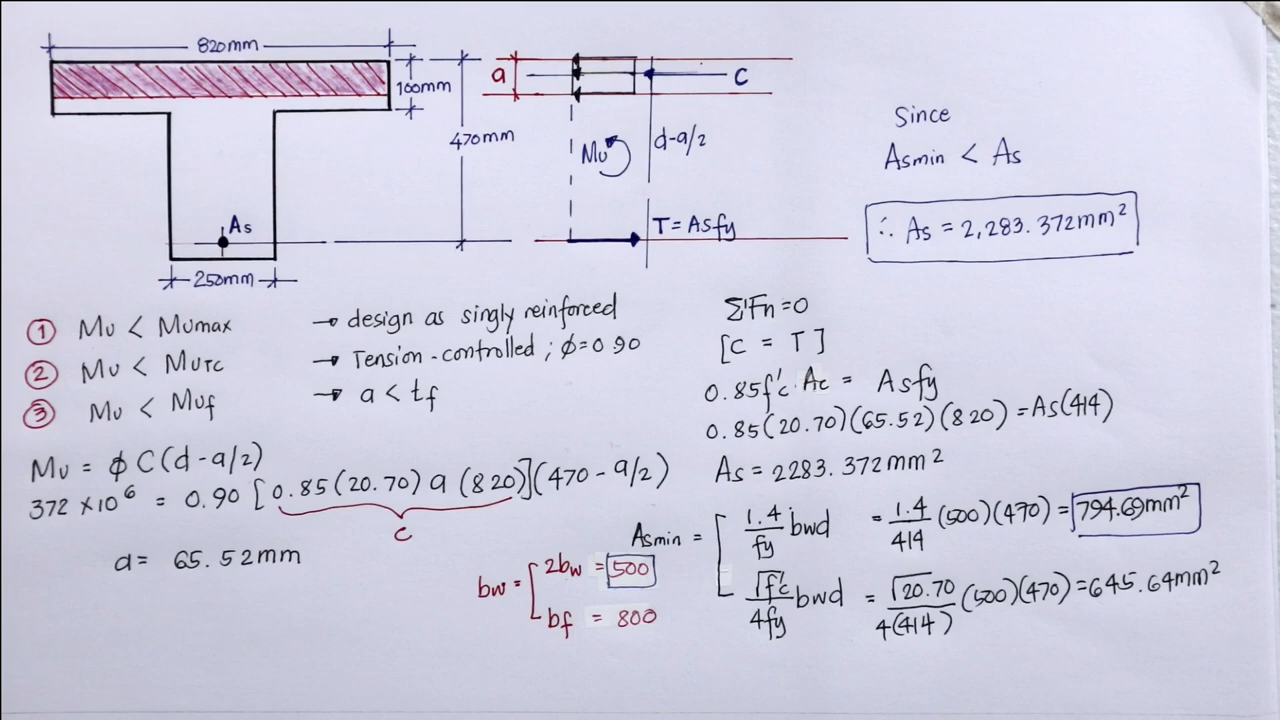 820mm
100mm
470mm
As
250mm
a
C
Mu
d-a/2
T = Asfy
Since
Asmin < As
∴ As = 2,283.372mm²
① Mu < Mumax → design as singly reinforced
② Mu < Mutc → Tension-controlled ; φ=0.90
③ Mu < Muf → a < tf
Mu = φ C (d-a/2)
372 x10⁶ = 0.90 [0.85(20.70) a (820)](470 - a/2)
C
a = 65.52mm
ΣFn = 0
[C = T]
0.85f'c Ac = Asfy
0.85(20.70)(65.52)(820) = As(414)
As = 2283.372mm²
Asmin = [ 1.4/fy bwd = 1.4/414 (500)(470) = 794.69mm²
√f'c/4fy bwd = √20.70/4(414) (500)(470) = 645.64mm²
bw = [ 2bw = 500
bf = 800